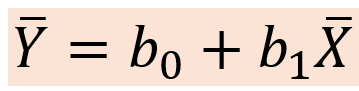 Ȳ = b₀ + b₁X̄